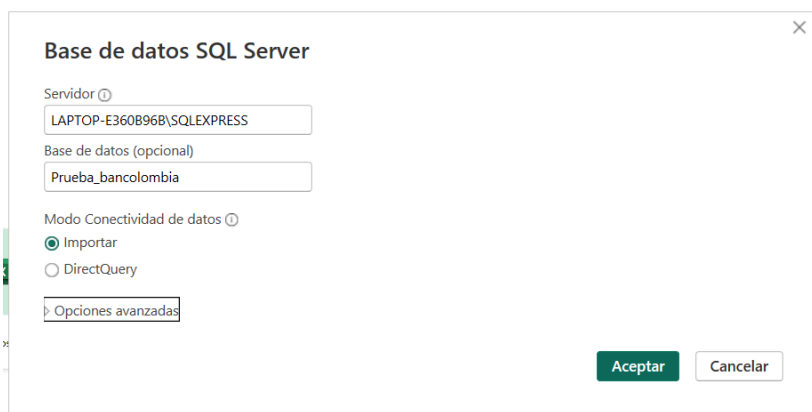 Base de datos SQL Server
Servidor
LAPTOP-E360B96B\SQLEXPRESS
Base de datos (opcional)
Prueba_bancolombia
Modo Conectividad de datos
Importar
DirectQuery
Opciones avanzadas
Aceptar Cancelar